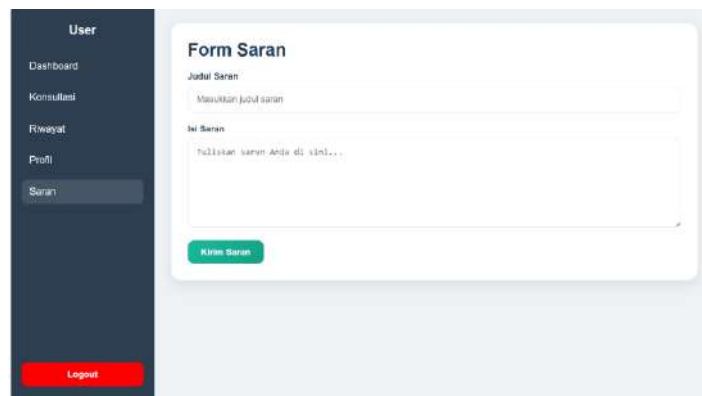 User
Dashboard
Konsultasi
Riwayat
Profil
Saran
Logout
Form Saran
Judul Saran
Masukkan judul saran
Isi Saran
Tuliskan saran Anda di sini...
Kirim Saran